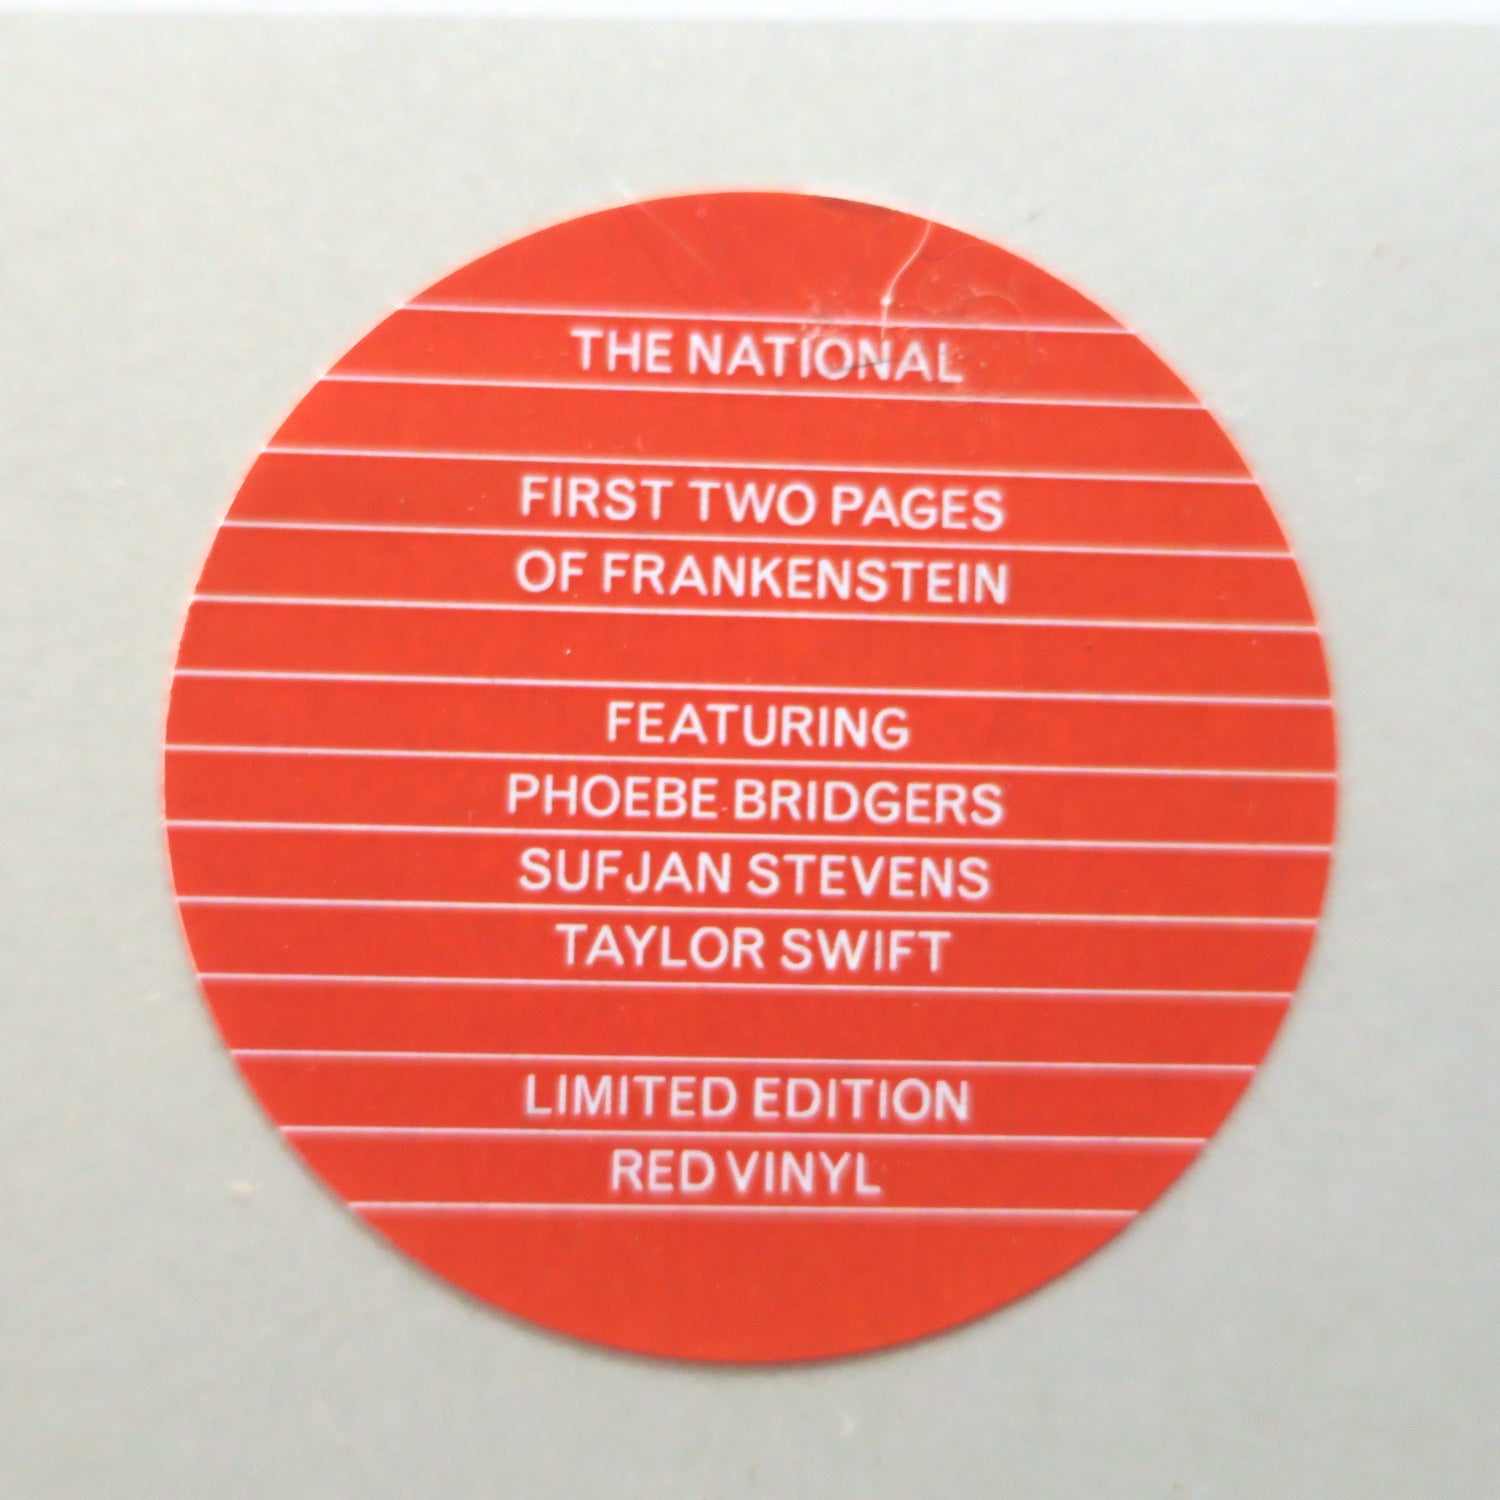 THE NATIONAL
FIRST TWO PAGES
OF FRANKENSTEIN
FEATURING
PHOEBE BRIDGERS
SUFJAN STEVENS
TAYLOR SWIFT
LIMITED EDITION
RED VINYL